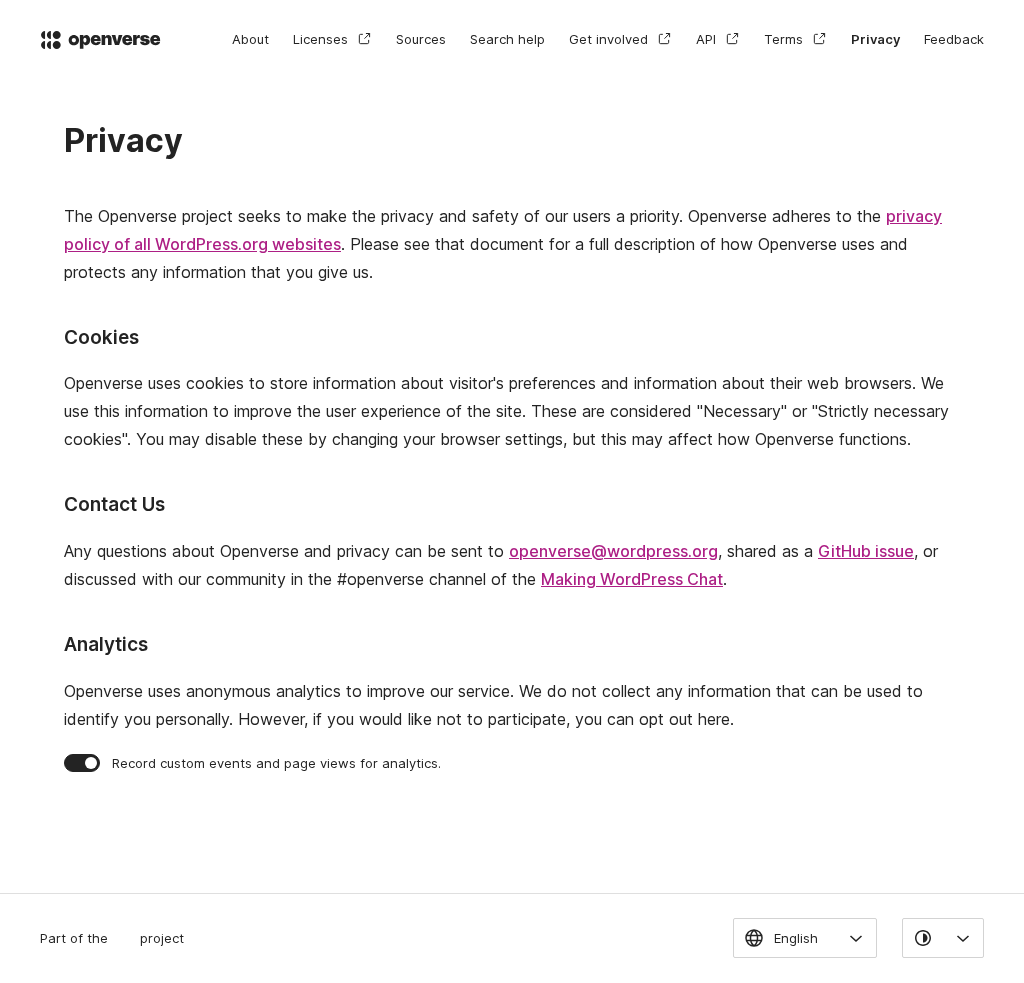 openverse About Licenses Sources Search help Get involved API Terms Privacy Feedback
Privacy
The Openverse project seeks to make the privacy and safety of our users a priority. Openverse adheres to the privacy
policy of all WordPress.org websites. Please see that document for a full description of how Openverse uses and
protects any information that you give us.
Cookies
Openverse uses cookies to store information about visitor's preferences and information about their web browsers. We
use this information to improve the user experience of the site. These are considered "Necessary" or "Strictly necessary
cookies". You may disable these by changing your browser settings, but this may affect how Openverse functions.
Contact Us
Any questions about Openverse and privacy can be sent to openverse@wordpress.org, shared as a GitHub issue, or
discussed with our community in the #openverse channel of the Making WordPress Chat.
Analytics
Openverse uses anonymous analytics to improve our service. We do not collect any information that can be used to
identify you personally. However, if you would like not to participate, you can opt out here.
Record custom events and page views for analytics.
Part of the project English